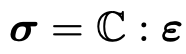 𝝈 = ℂ : 𝜺